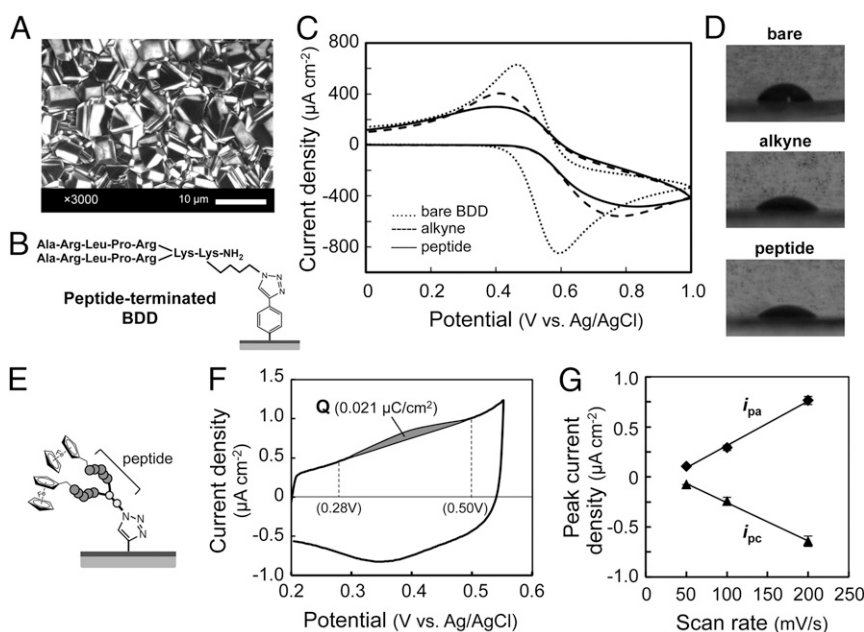 A
×3000
10 μm
B
Ala-Arg-Leu-Pro-Arg
Ala-Arg-Leu-Pro-Arg
Lys-Lys-NH2
N
N
N
Peptide-terminated
BDD
C
Current density (μA cm-2)
800
400
0
-400
-800
bare BDD
alkyne
peptide
0
0.2
0.4
0.6
0.8
1.0
Potential (V vs. Ag/AgCl)
D
bare
alkyne
peptide
E
Fe
Fe
peptide
N
N
N
F
Current density
(μA cm-2)
1.5
1.0
0.5
0
-0.5
-1.0
Q (0.021 μC/cm2)
(0.28V)
(0.50V)
0.2
0.3
0.4
0.5
0.6
Potential (V vs. Ag/AgCl)
G
Peak current
density (μA cm-2)
1.0
0.5
0
-0.5
1.0
ipa
ipc
0
50
100
150
200
250
Scan rate (mV/s)